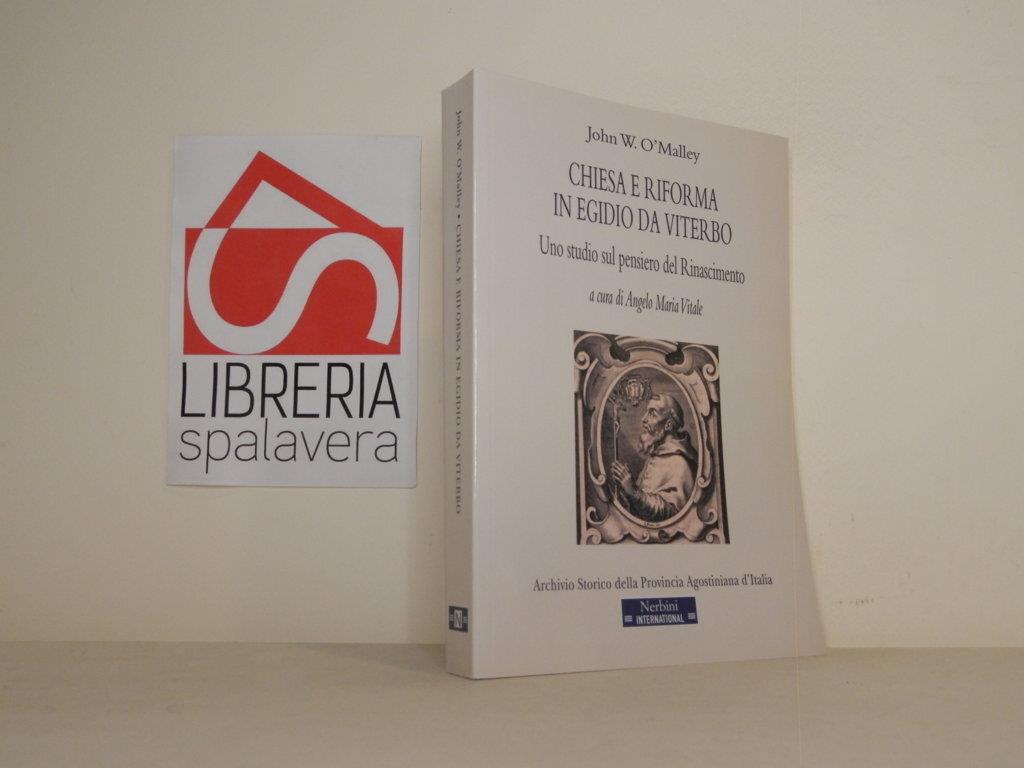 LIBRERIA
spalavera
John W. O'Malley • CHIESA E RIFORMA IN EGIDIO DA VITERBO
John W. O'Malley
CHIESA E RIFORMA
IN EGIDIO DA VITERBO
Uno studio sul pensiero del Rinascimento
a cura di Angelo Maria Vitale
Archivio Storico della Provincia Agostiniana d'Italia
Nerbini
INTERNATIONAL